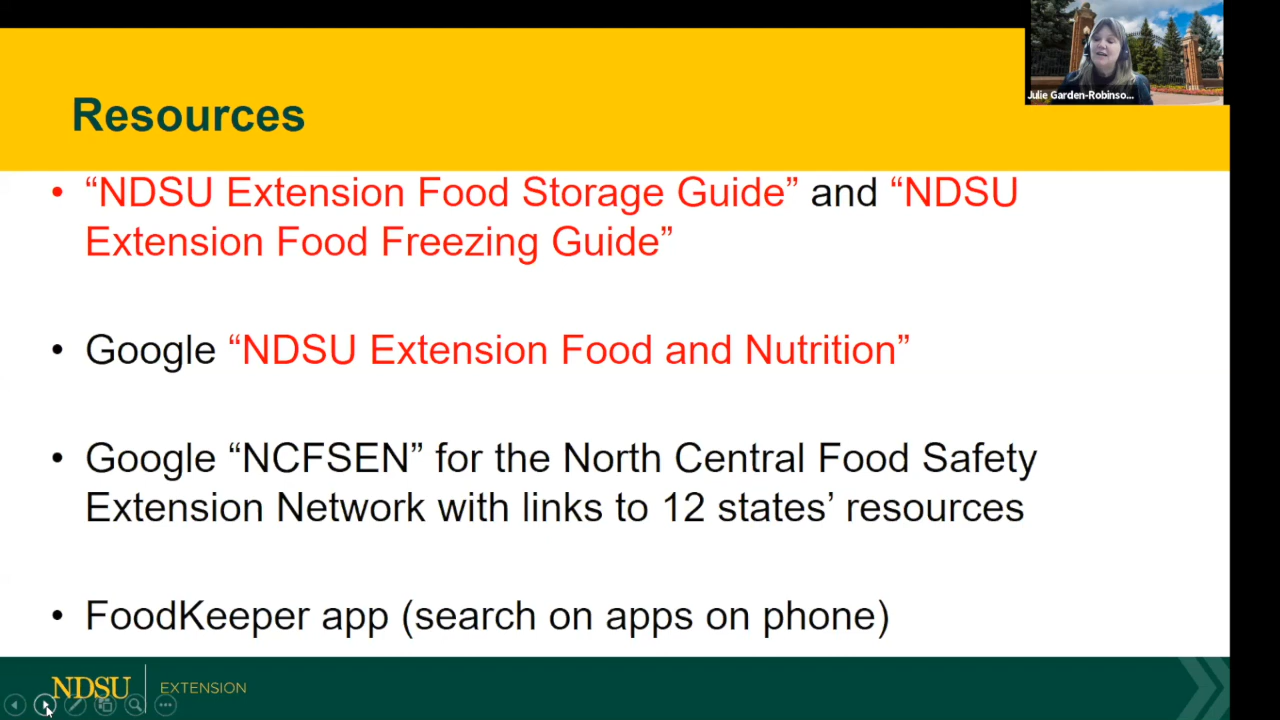 Julie Garden-Robinso...
Resources
• “NDSU Extension Food Storage Guide” and “NDSU
Extension Food Freezing Guide”
• Google “NDSU Extension Food and Nutrition”
• Google “NCFSEN” for the North Central Food Safety
Extension Network with links to 12 states’ resources
• FoodKeeper app (search on apps on phone)
NDSU EXTENSION